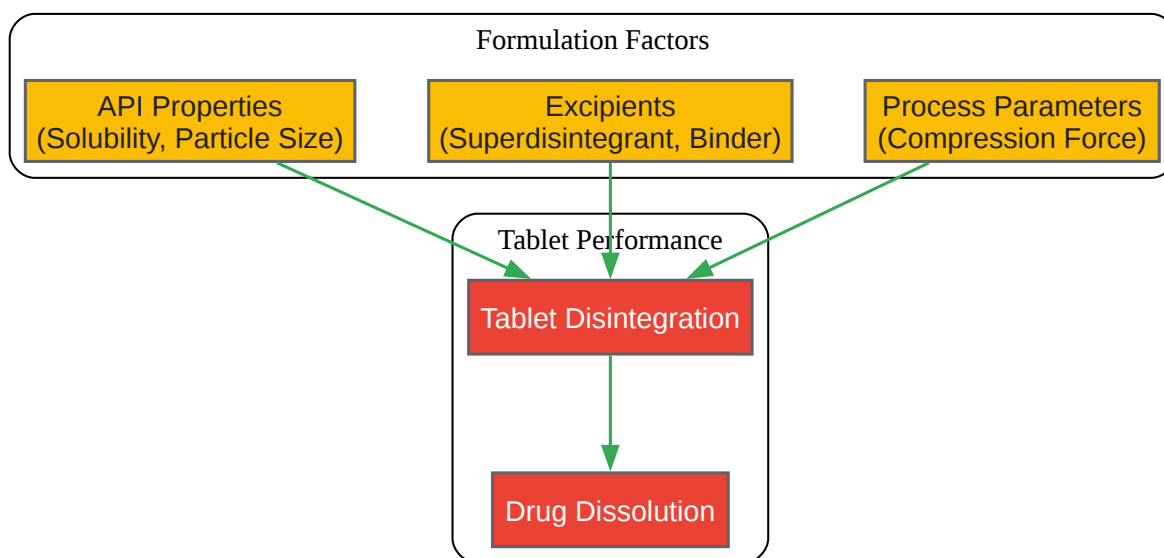 Formulation Factors
API Properties
(Solubility, Particle Size)
Excipients
(Superdisintegrant, Binder)
Process Parameters
(Compression Force)
Tablet Performance
Tablet Disintegration
Drug Dissolution